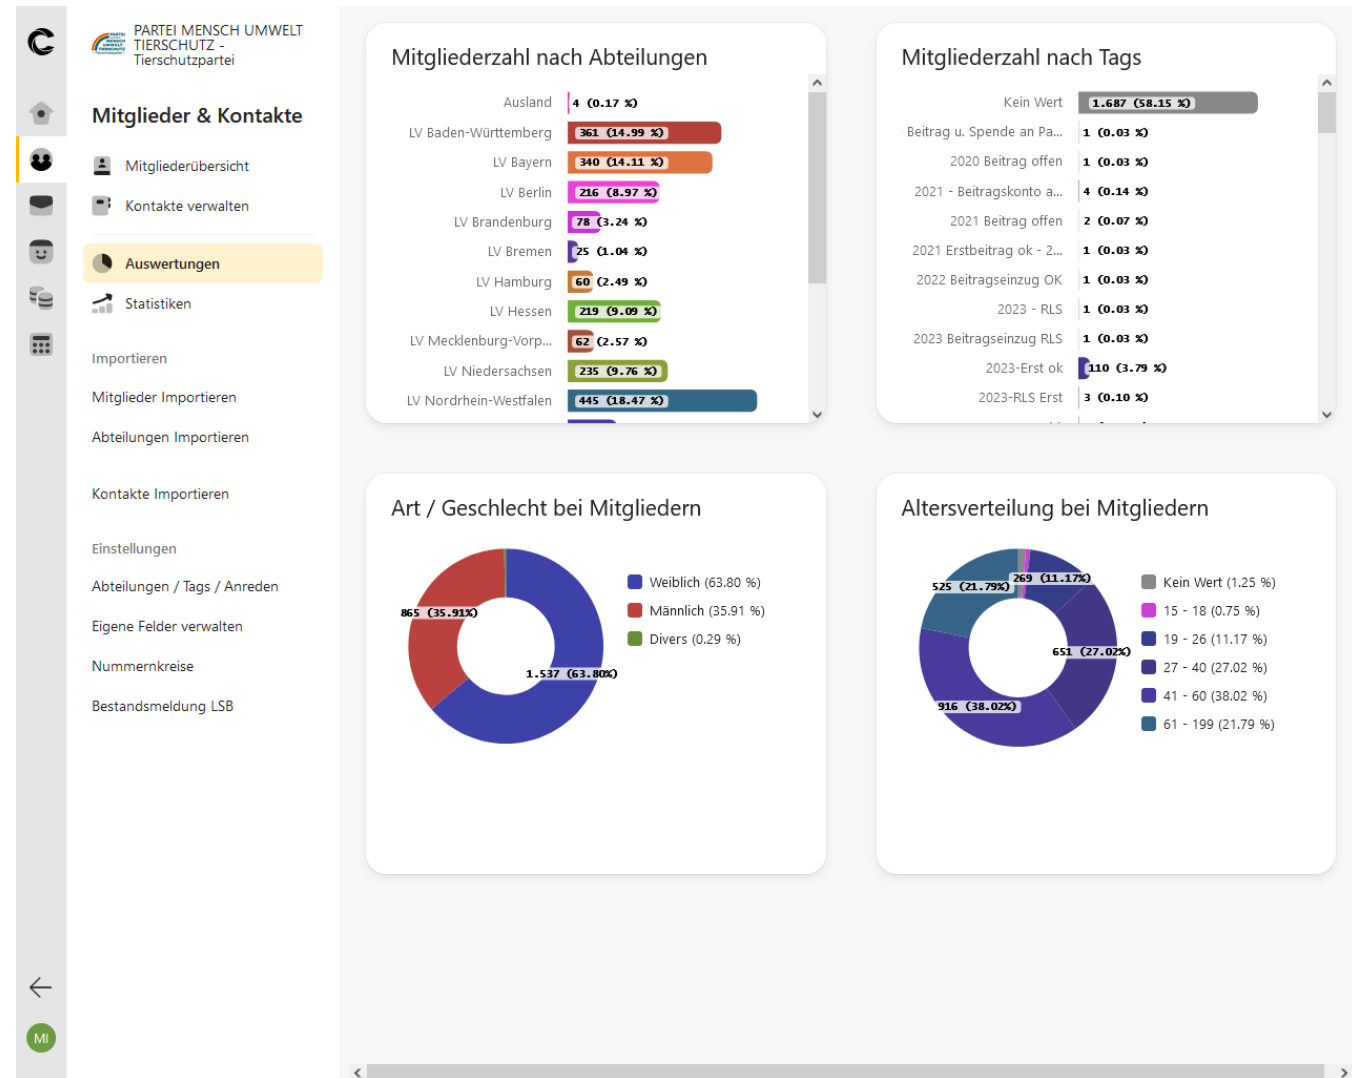 PARTEI MENSCH UMWELT
TIERSCHUTZ -
Tierschutzpartei
Mitglieder & Kontakte
Mitgliederübersicht
Kontakte verwalten
Auswertungen
Statistiken
Importieren
Mitglieder Importieren
Abteilungen Importieren
Kontakte Importieren
Einstellungen
Abteilungen / Tags / Anreden
Eigene Felder verwalten
Nummernkreise
Bestandsmeldung LSB
MI
Mitgliederzahl nach Abteilungen
Ausland 4 (0.17 %)
LV Baden-Württemberg 361 (14.99 %)
LV Bayern 340 (14.11 %)
LV Berlin 216 (8.97 %)
LV Brandenburg 78 (3.24 %)
LV Bremen 25 (1.04 %)
LV Hamburg 60 (2.49 %)
LV Hessen 219 (9.09 %)
LV Mecklenburg-Vorp... 62 (2.57 %)
LV Niedersachsen 235 (9.76 %)
LV Nordrhein-Westfalen 445 (18.47 %)
Mitgliederzahl nach Tags
Kein Wert 1.687 (58.15 %)
Beitrag u. Spende an Pa... 1 (0.03 %)
2020 Beitrag offen 1 (0.03 %)
2021 - Beitragskonto a... 4 (0.14 %)
2021 Beitrag offen 2 (0.07 %)
2021 Erstbeitrag ok - 2... 1 (0.03 %)
2022 Beitragseinzug OK 1 (0.03 %)
2023 - RLS 1 (0.03 %)
2023 Beitragseinzug RLS 1 (0.03 %)
2023-Erst ok 110 (3.79 %)
2023-RLS Erst 3 (0.10 %)
Art / Geschlecht bei Mitgliedern
865 (35.91%)
1.537 (63.80%)
Weiblich (63.80 %)
Männlich (35.91 %)
Divers (0.29 %)
Altersverteilung bei Mitgliedern
525 (21.79%)
269 (11.17%)
651 (27.02%)
916 (38.02%)
Kein Wert (1.25 %)
15 - 18 (0.75 %)
19 - 26 (11.17 %)
27 - 40 (27.02 %)
41 - 60 (38.02 %)
61 - 199 (21.79 %)